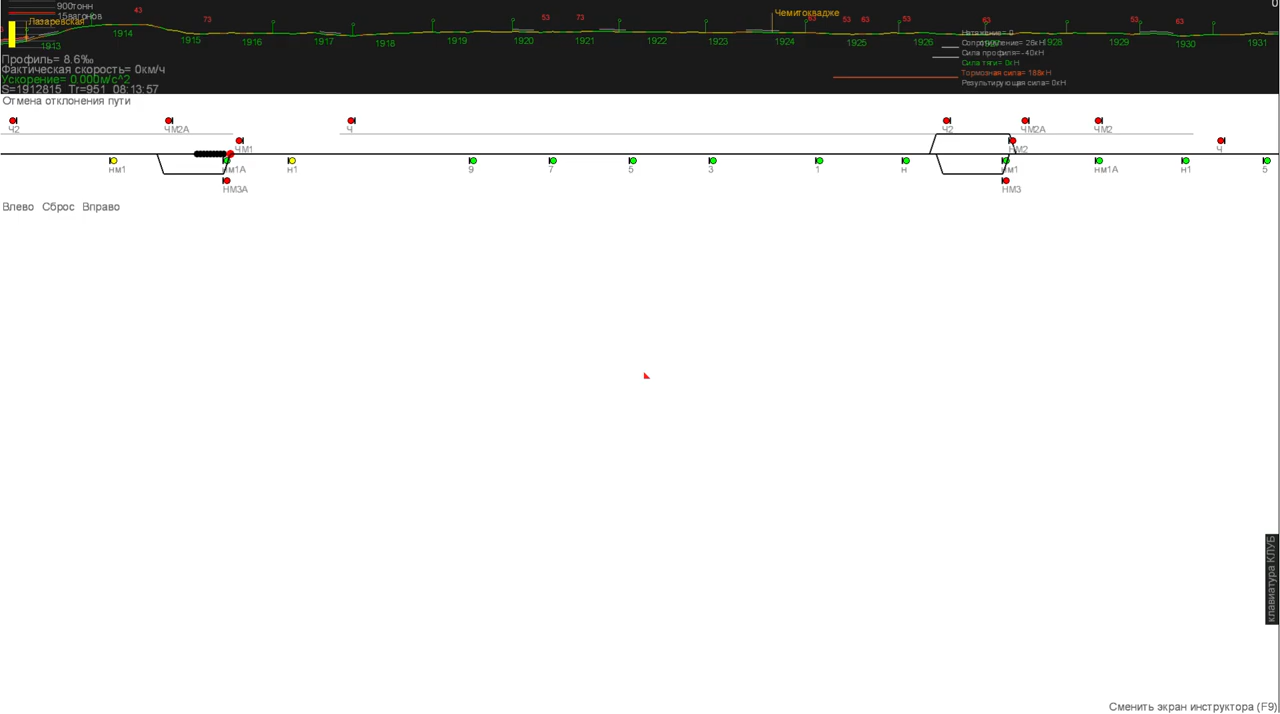 0
900тонн
15вагонов
43
73
53
73
Чемитоквадже
63
53
63
53
63
53
63
Лазаревская
1913
1914
1915
1916
1917
1918
1919
1920
1921
1922
1923
1924
1925
1926
1927
1928
1929
1930
1931
Натяжение= 0
Сопротивление= 26кН
Сила профиля=-40кН
Сила тяги= 0кН
Тормозная сила= 188кН
Результирующая сила= 0кН
Профиль= 8.6‰
Фактическая скорость= 0км/ч
Ускорение= 0.000м/с^2
S=1912815 Tr=951 08:13:57
Отмена отклонения пути
Ч2
ЧМ2А
Ч
Ч2
ЧМ2А
ЧМ2
ЧМ1
НМ2
Ч
нм1
нм1А
н1
9
7
5
3
1
н
нм1
нм1А
н1
5
НМ3А
НМ3
Влево Сброс Вправо
клавиатура КЛУБ
Сменить экран инструктора (F9)